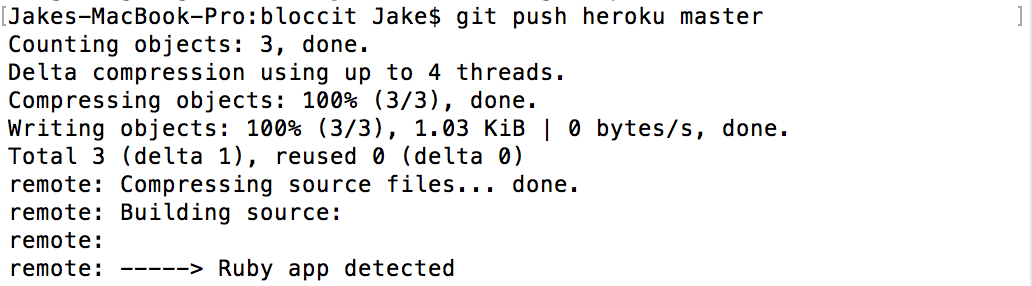 [Jakes-MacBook-Pro:bloccit Jake$ git push heroku master ]
Counting objects: 3, done.
Delta compression using up to 4 threads.
Compressing objects: 100% (3/3), done.
Writing objects: 100% (3/3), 1.03 KiB | 0 bytes/s, done.
Total 3 (delta 1), reused 0 (delta 0)
remote: Compressing source files... done.
remote: Building source:
remote:
remote: -----> Ruby app detected